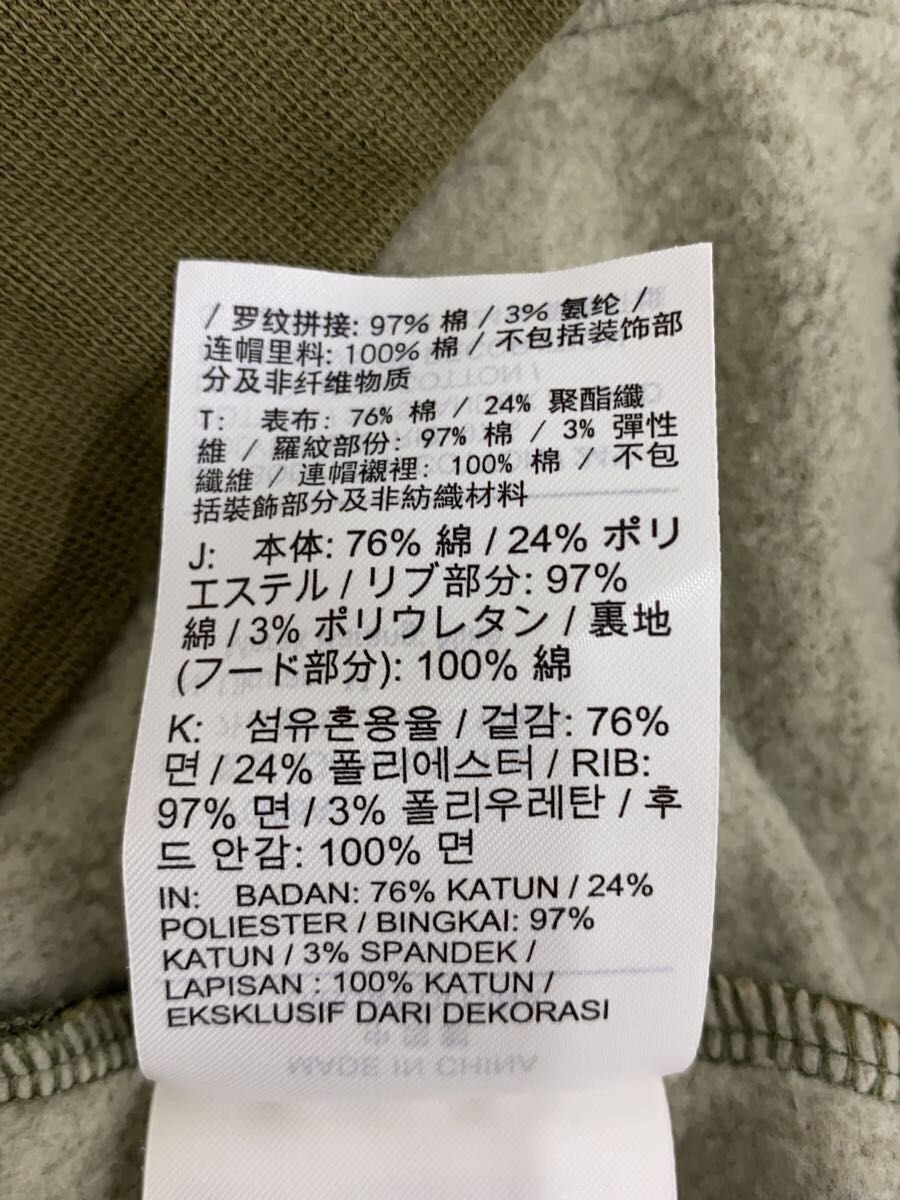 / 罗纹拼接: 97% 棉 / 3% 氨纶 /
连帽里料: 100% 棉 / 不包括装饰部
分及非纤维物质
T: 表布: 76% 棉 / 24% 聚酯纖
維 / 羅紋部份: 97% 棉 / 3% 彈性
纖維 / 連帽襯裡: 100% 棉 / 不包
括裝飾部分及非紡織材料
J: 本体: 76% 綿 / 24% ポリ
エステル / リブ部分: 97%
綿 / 3% ポリウレタン / 裏地
(フード部分): 100% 綿
K: 섬유혼용율 / 겉감: 76%
면 / 24% 폴리에스터 / RIB:
97% 면 / 3% 폴리우레탄 / 후
드 안감: 100% 면
IN: BADAN: 76% KATUN / 24%
POLIESTER / BINGKAI: 97%
KATUN / 3% SPANDEK /
LAPISAN : 100% KATUN /
EKSKLUSIF DARI DEKORASI
MADE IN CHINA